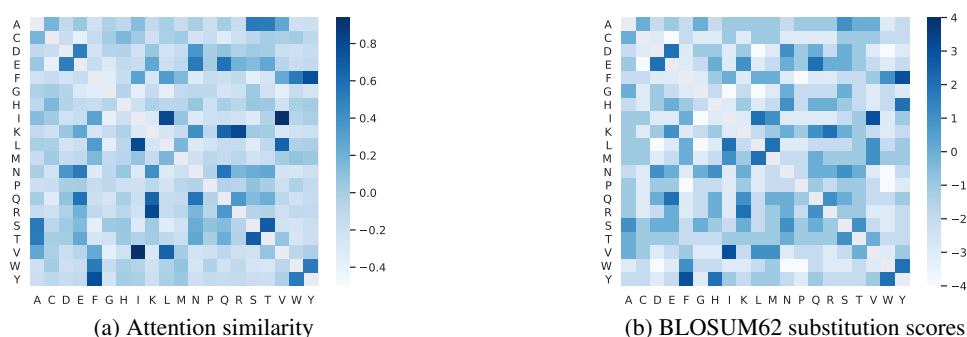 A
C
D
E
F
G
H
I
K
L
M
N
P
Q
R
S
T
V
W
Y
A C D E F G H I K L M N P Q R S T V W Y
0.8
0.6
0.4
0.2
0.0
−0.2
−0.4
(a) Attention similarity
A
C
D
E
F
G
H
I
K
L
M
N
P
Q
R
S
T
V
W
Y
A C D E F G H I K L M N P Q R S T V W Y
4
3
2
1
0
−1
−2
−3
−4
(b) BLOSUM62 substitution scores